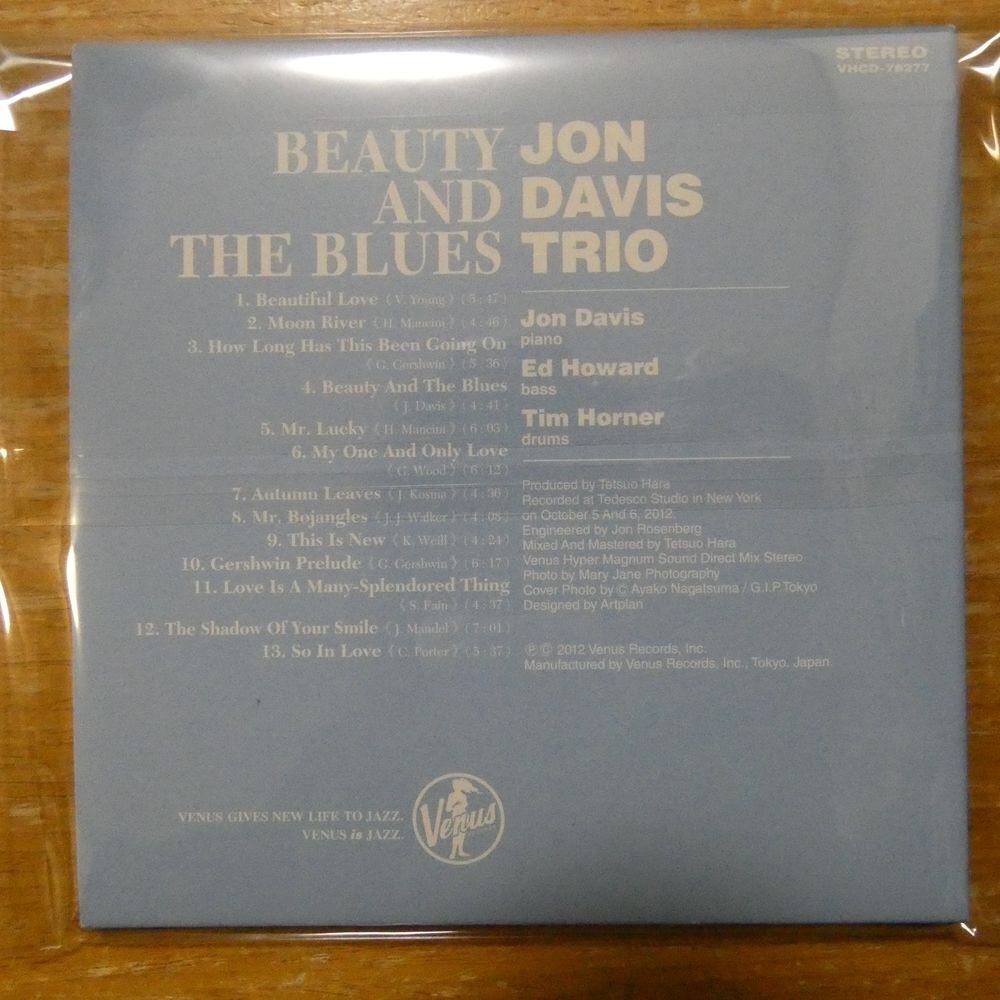 STEREO
VHCD-78277
BEAUTY
AND
THE BLUES
JON
DAVIS
TRIO
1. Beautiful Love《V. Young》(5:47)
2. Moon River《H. Mancini》(4:46)
3. How Long Has This Been Going On
《G. Gershwin》(5:36)
4. Beauty And The Blues
《J. Davis》(4:41)
5. Mr. Lucky《H. Mancini》(6:03)
6. My One And Only Love
《G. Wood》(6:12)
7. Autumn Leaves《J. Kosma》(4:36)
8. Mr. Bojangles《J. J. Walker》(4:08)
9. This Is New《K. Weill》(4:24)
10. Gershwin Prelude《G. Gershwin》(6:17)
11. Love Is A Many-Splendored Thing
《S. Fain》(4:37)
12. The Shadow Of Your Smile《J. Mandel》(7:01)
13. So In Love《C. Porter》(5:37)
Jon Davis
piano
Ed Howard
bass
Tim Horner
drums
Produced by Tetsuo Hara
Recorded at Tedesco Studio in New York
on October 5 And 6, 2012.
Engineered by Jon Rosenberg
Mixed And Mastered by Tetsuo Hara
Venus Hyper Magnum Sound Direct Mix Stereo
Photo by Mary Jane Photography
Cover Photo by © Ayako Nagatsuma / G.I.P.Tokyo
Designed by Artplan
℗ © 2012 Venus Records, Inc.
Manufactured by Venus Records, Inc., Tokyo, Japan.
VENUS GIVES NEW LIFE TO JAZZ.
VENUS is JAZZ.
Venus